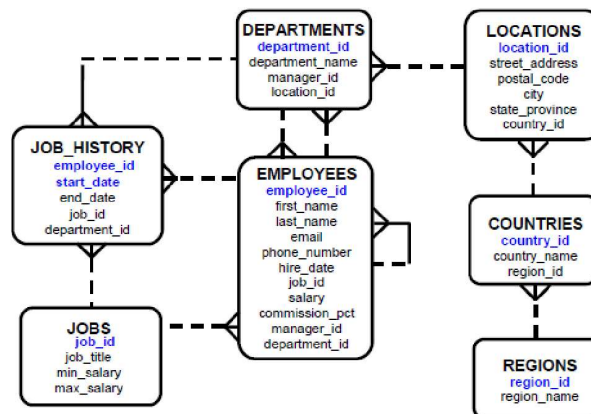 DEPARTMENTS
department_id
department_name
manager_id
location_id
LOCATIONS
location_id
street_address
postal_code
city
state_province
country_id
JOB_HISTORY
employee_id
start_date
end_date
job_id
department_id
EMPLOYEES
employee_id
first_name
last_name
email
phone_number
hire_date
job_id
salary
commission_pct
manager_id
department_id
COUNTRIES
country_id
country_name
region_id
JOBS
job_id
job_title
min_salary
max_salary
REGIONS
region_id
region_name